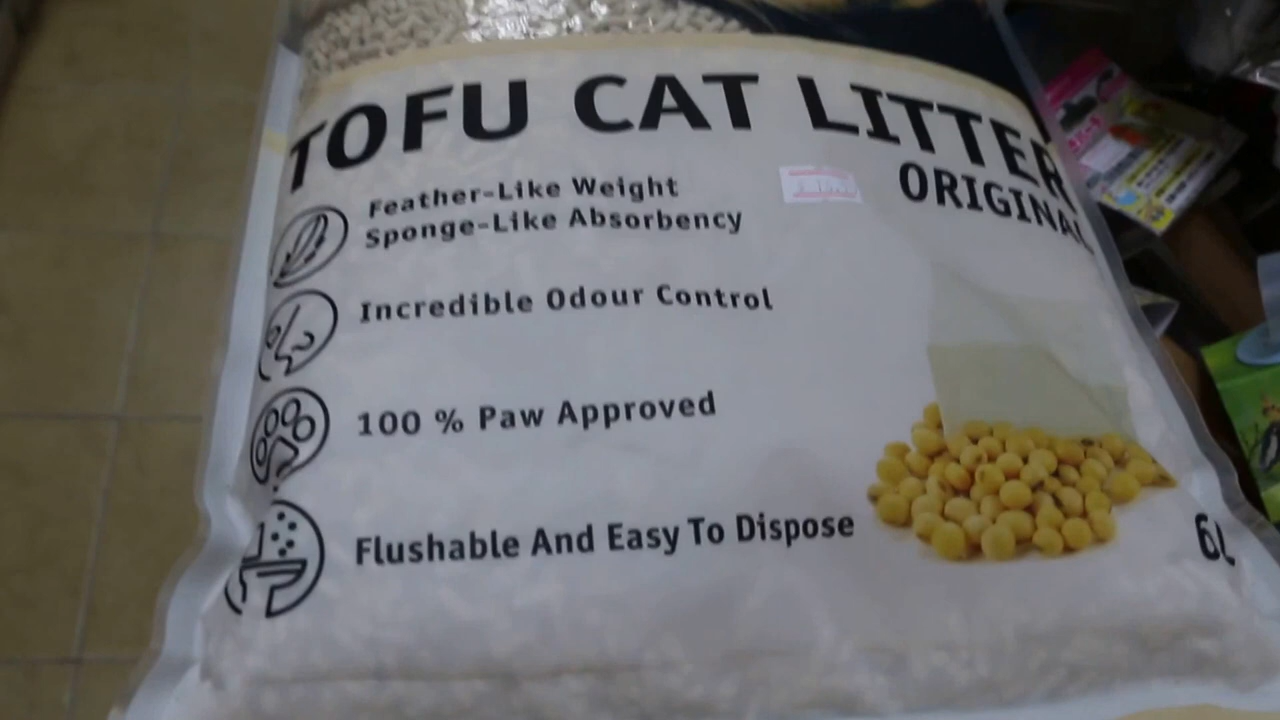 TOFU CAT LITTER
ORIGINAL
Feather-Like Weight
Sponge-Like Absorbency
Incredible Odour Control
100 % Paw Approved
Flushable And Easy To Dispose
6L